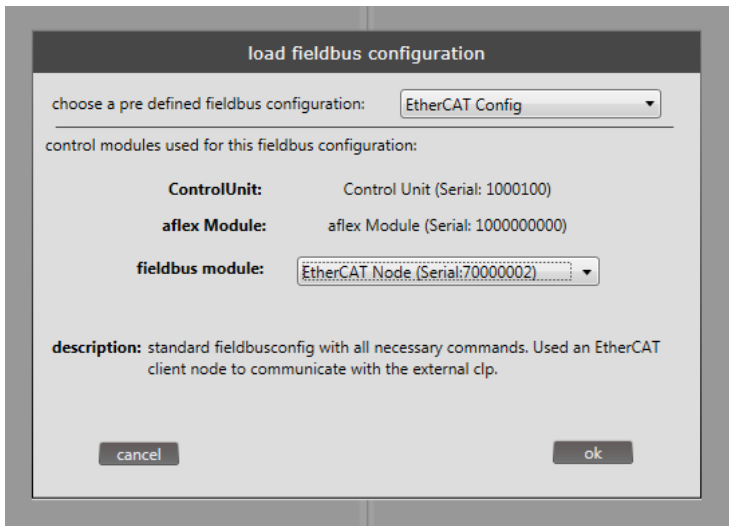 load fieldbus configuration
choose a pre defined fieldbus configuration: EtherCAT Config
control modules used for this fieldbus configuration:
ControlUnit: Control Unit (Serial: 1000100)
aflex Module: aflex Module (Serial: 1000000000)
fieldbus module: EtherCAT Node (Serial:70000002)
description: standard fieldbusconfig with all necessary commands. Used an EtherCAT
client node to communicate with the external clp.
cancel ok